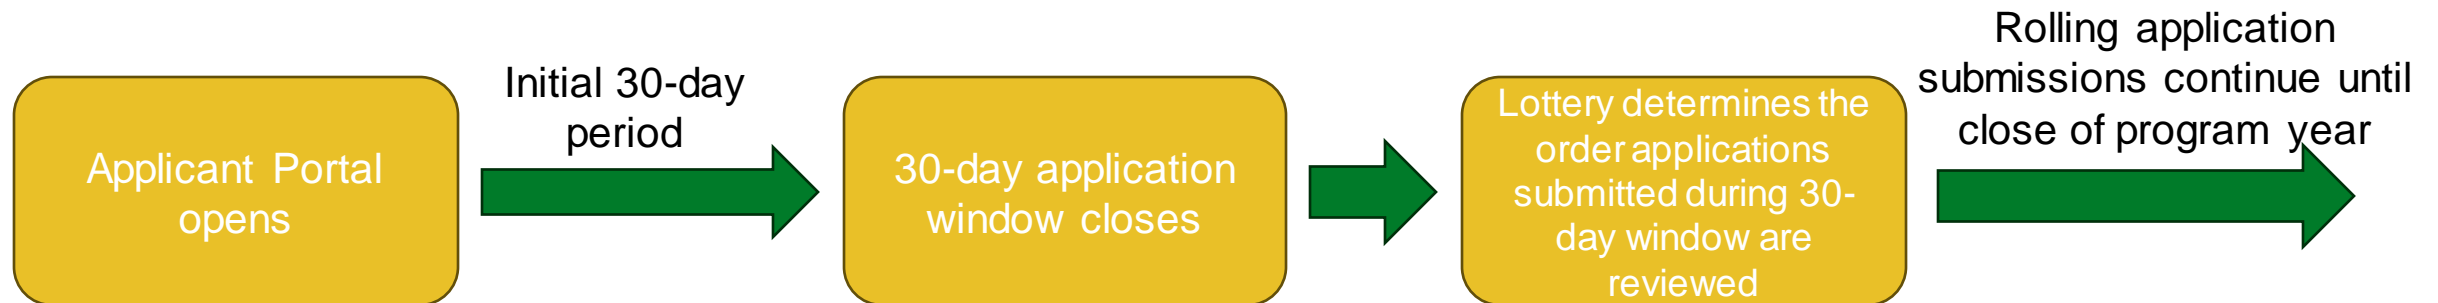 Applicant Portal
opens
Initial 30-day
period
30-day application
window closes
Lottery determines the
order applications
submitted during 30-
day window are
reviewed
Rolling application
submissions continue until
close of program year